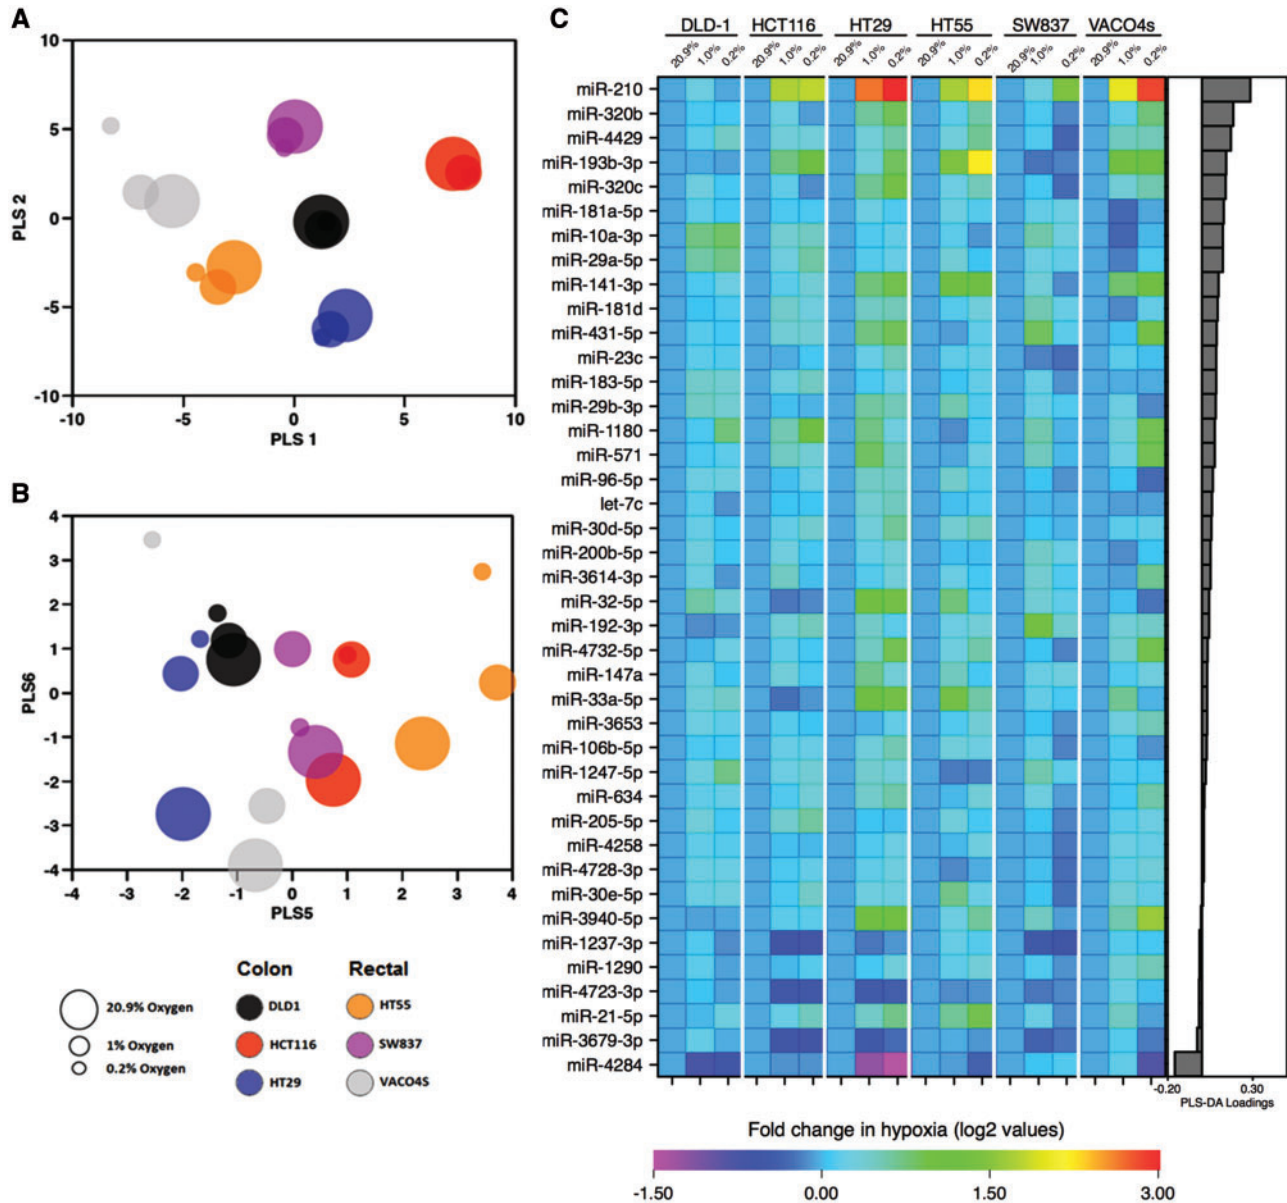 A
10
5
0
-5
-10
PLS 2
-10
-5
0
5
10
PLS 1
B
4
3
2
1
0
-1
-2
-3
-4
PLS6
-4
-3
-2
-1
0
1
2
3
4
PLS5
20.9% Oxygen
1% Oxygen
0.2% Oxygen
Colon
DLD1
HCT116
HT29
Rectal
HT55
SW837
VACO4S
C
DLD-1 HCT116 HT29 HT55 SW837 VACO4s
20.9% 1.0% 0.2% 20.9% 1.0% 0.2% 20.9% 1.0% 0.2% 20.9% 1.0% 0.2% 20.9% 1.0% 0.2% 20.9% 1.0% 0.2%
miR-210
miR-320b
miR-4429
miR-193b-3p
miR-320c
miR-181a-5p
miR-10a-3p
miR-29a-5p
miR-141-3p
miR-181d
miR-431-5p
miR-23c
miR-183-5p
miR-29b-3p
miR-1180
miR-571
miR-96-5p
let-7c
miR-30d-5p
miR-200b-5p
miR-3614-3p
miR-32-5p
miR-192-3p
miR-4732-5p
miR-147a
miR-33a-5p
miR-3653
miR-106b-5p
miR-1247-5p
miR-634
miR-205-5p
miR-4258
miR-4728-3p
miR-30e-5p
miR-3940-5p
miR-1237-3p
miR-1290
miR-4723-3p
miR-21-5p
miR-3679-3p
miR-4284
-0.20 0.30
PLS-DA Loadings
Fold change in hypoxia (log2 values)
-1.50 0.00 1.50 3.00